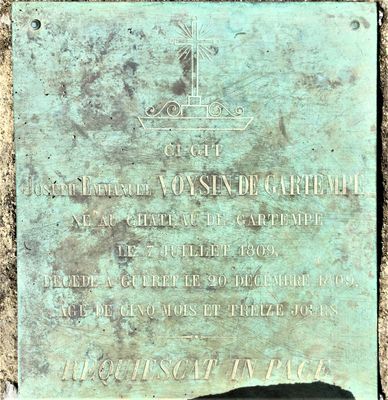 CI-GIT
JOSEPH EMMANUEL VOYSIN DE GARTEMPE
NÉ AU CHATEAU DE GARTEMPE
LE 7 JUILLET 1809,
DÉCÉDÉ A GUÉRET LE 20 DÉCEMBRE 1809,
AGÉ DE CINQ MOIS ET TREIZE JOURS
REQUIESCAT IN PACE